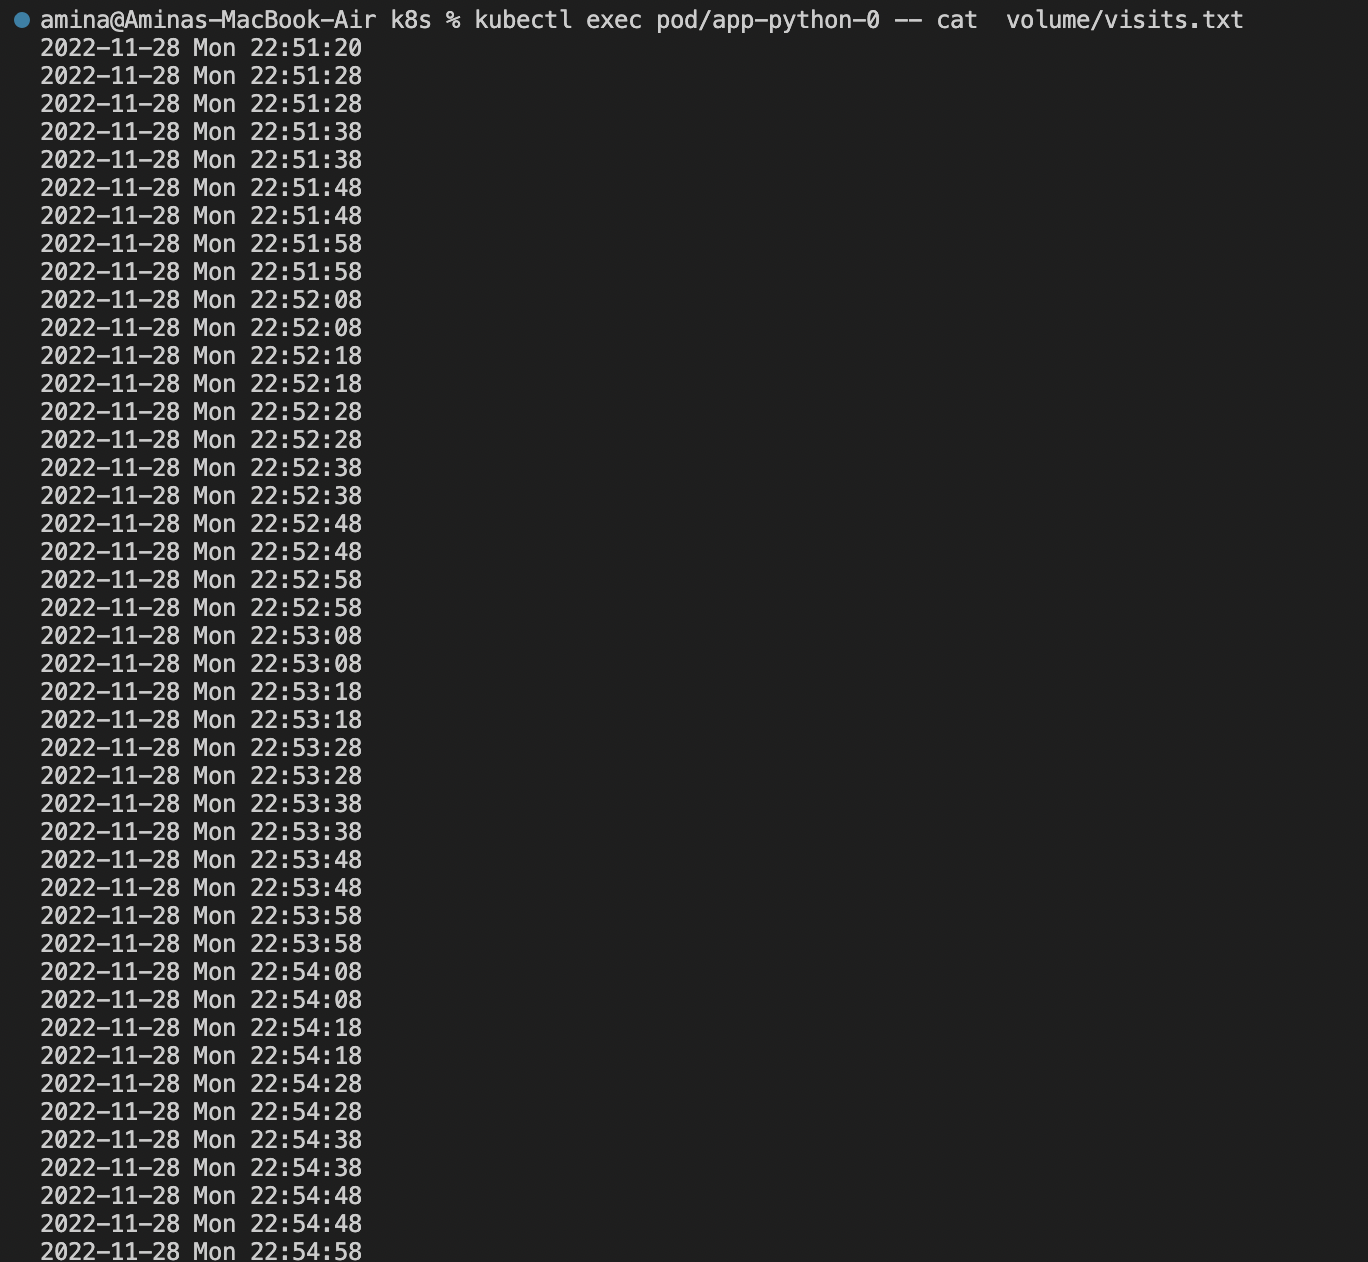 amina@Aminas-MacBook-Air k8s % kubectl exec pod/app-python-0 -- cat  volume/visits.txt
2022-11-28 Mon 22:51:20
2022-11-28 Mon 22:51:28
2022-11-28 Mon 22:51:28
2022-11-28 Mon 22:51:38
2022-11-28 Mon 22:51:38
2022-11-28 Mon 22:51:48
2022-11-28 Mon 22:51:48
2022-11-28 Mon 22:51:58
2022-11-28 Mon 22:51:58
2022-11-28 Mon 22:52:08
2022-11-28 Mon 22:52:08
2022-11-28 Mon 22:52:18
2022-11-28 Mon 22:52:18
2022-11-28 Mon 22:52:28
2022-11-28 Mon 22:52:28
2022-11-28 Mon 22:52:38
2022-11-28 Mon 22:52:38
2022-11-28 Mon 22:52:48
2022-11-28 Mon 22:52:48
2022-11-28 Mon 22:52:58
2022-11-28 Mon 22:52:58
2022-11-28 Mon 22:53:08
2022-11-28 Mon 22:53:08
2022-11-28 Mon 22:53:18
2022-11-28 Mon 22:53:18
2022-11-28 Mon 22:53:28
2022-11-28 Mon 22:53:28
2022-11-28 Mon 22:53:38
2022-11-28 Mon 22:53:38
2022-11-28 Mon 22:53:48
2022-11-28 Mon 22:53:48
2022-11-28 Mon 22:53:58
2022-11-28 Mon 22:53:58
2022-11-28 Mon 22:54:08
2022-11-28 Mon 22:54:08
2022-11-28 Mon 22:54:18
2022-11-28 Mon 22:54:18
2022-11-28 Mon 22:54:28
2022-11-28 Mon 22:54:28
2022-11-28 Mon 22:54:38
2022-11-28 Mon 22:54:38
2022-11-28 Mon 22:54:48
2022-11-28 Mon 22:54:48
2022-11-28 Mon 22:54:58